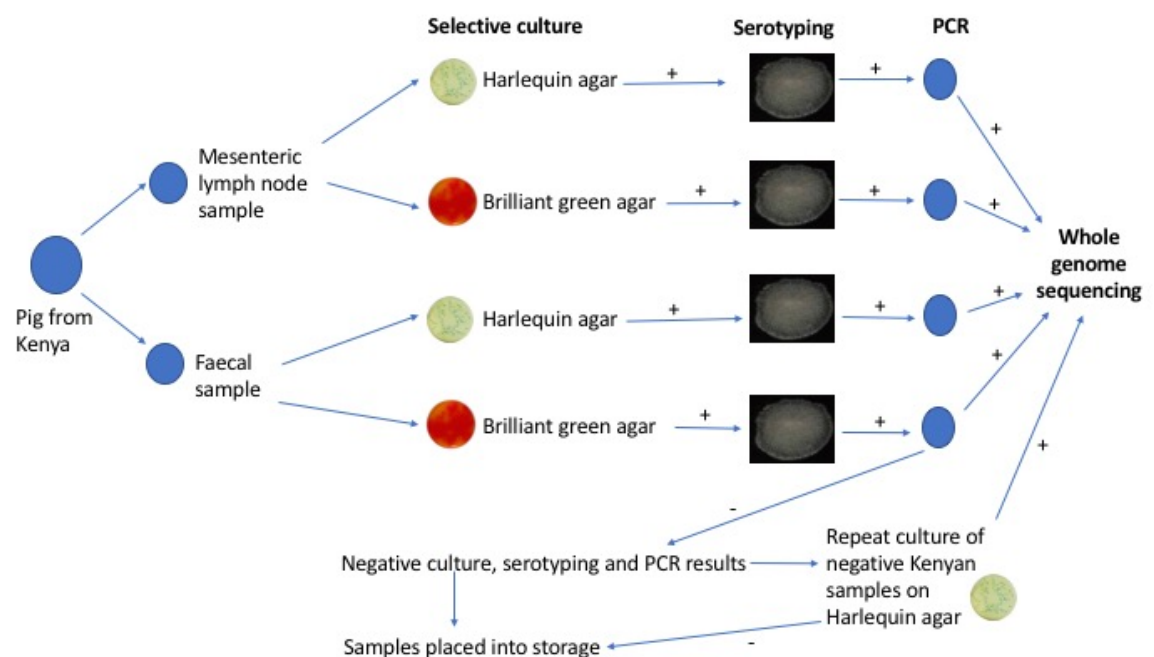 Selective culture
Serotyping
PCR
Harlequin agar
+
+
+
Mesenteric
lymph node
sample
Brilliant green agar
+
+
+
Whole
genome
sequencing
Pig from
Kenya
Harlequin agar
+
+
+
Faecal
sample
Brilliant green agar
+
+
+
+
-
Negative culture, serotyping and PCR results
Repeat culture of
negative Kenyan
samples on
Harlequin agar
Samples placed into storage
-